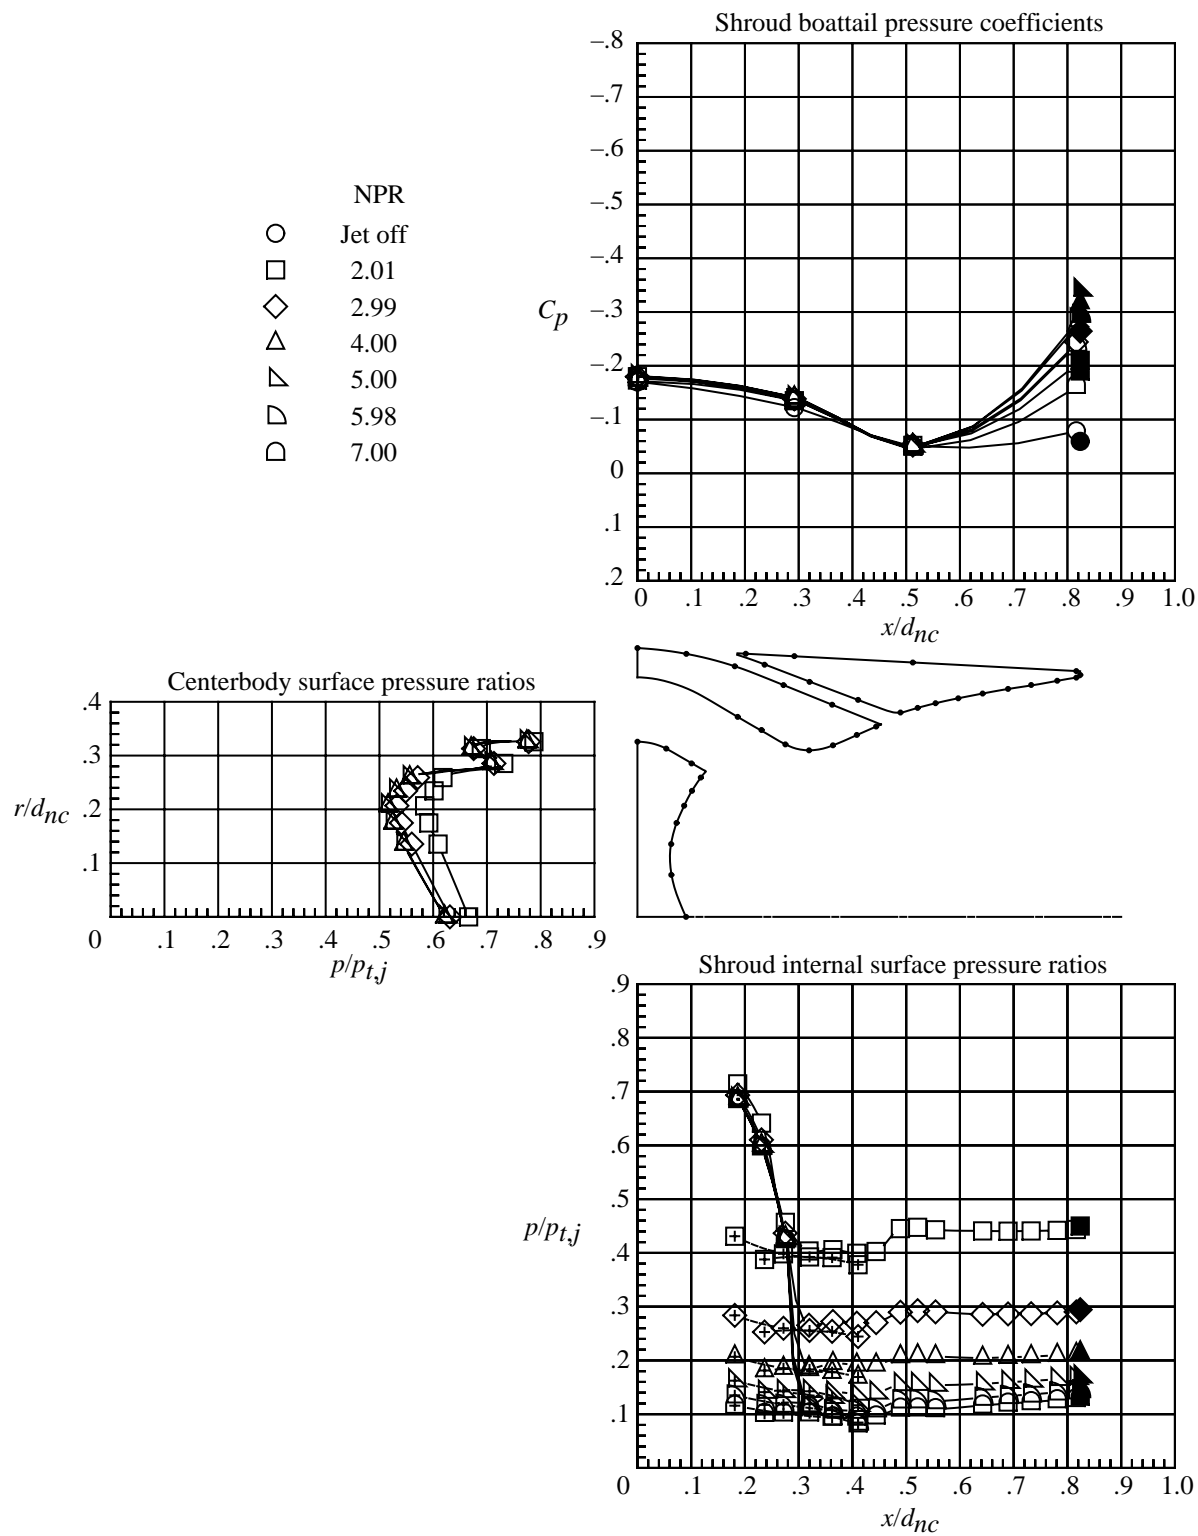 Shroud boattail pressure coefficients
–.8
–.7
–.6
–.5
–.4
–.3
–.2
–.1
0
.1
.2
C_p
0 .1 .2 .3 .4 .5 .6 .7 .8 .9 1.0
x/d_nc
NPR
Jet off
2.01
2.99
4.00
5.00
5.98
7.00
Centerbody surface pressure ratios
.4
.3
.2
.1
r/d_nc
0 .1 .2 .3 .4 .5 .6 .7 .8 .9
p/p_t,j
Shroud internal surface pressure ratios
.9
.8
.7
.6
.5
.4
.3
.2
.1
p/p_t,j
0 .1 .2 .3 .4 .5 .6 .7 .8 .9 1.0
x/d_nc